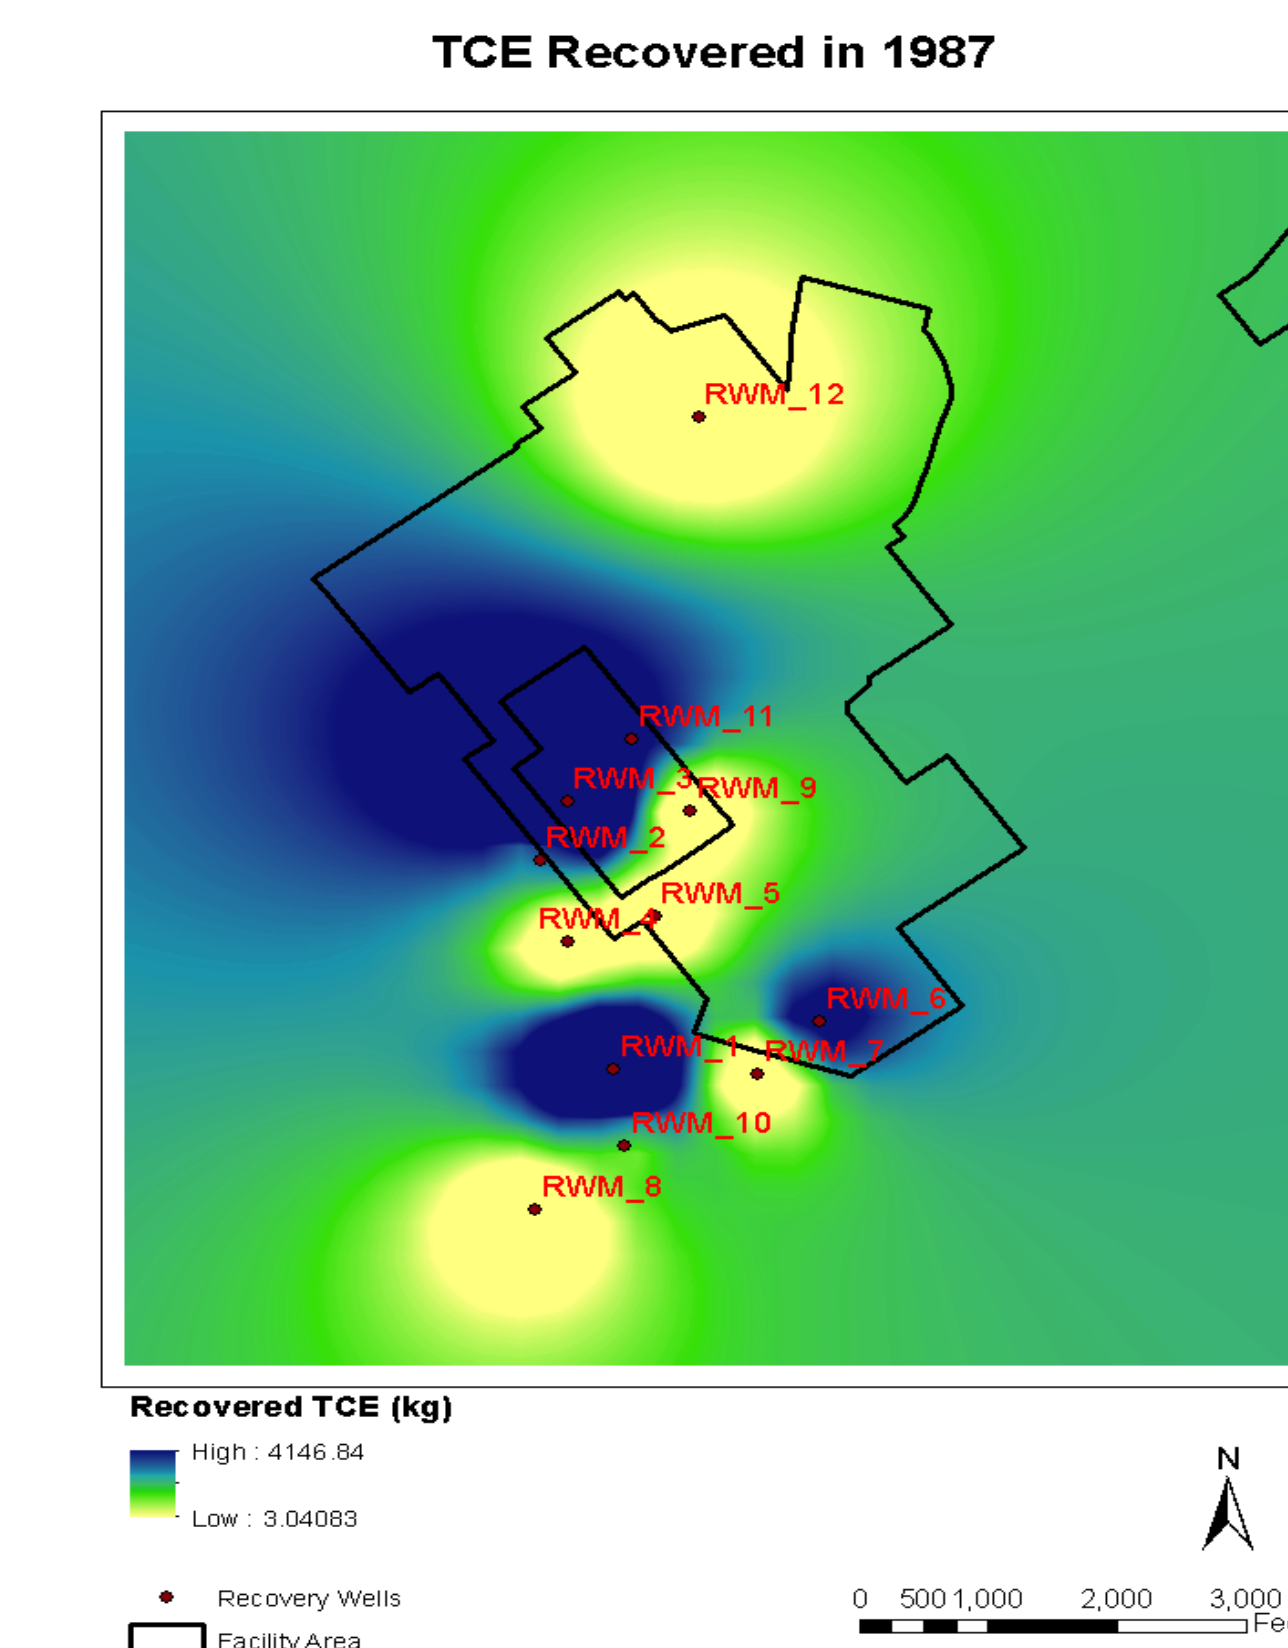 TCE Recovered in 1987
RWM_12
RWM_11
RWM_3
RWM_9
RWM_2
RWM_5
RWM_4
RWM_6
RWM_1
RWM_7
RWM_10
RWM_8
Recovered TCE (kg)
High : 4146.84
Low : 3.04083
N
Recovery Wells
0 500 1,000 2,000 3,000
Facility Area